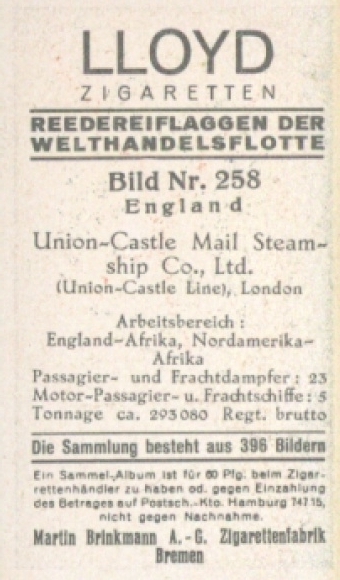 LLOYD
ZIGARETTEN
REEDEREIFLAGGEN DER
WELTHANDELSFLOTTE
Bild Nr. 258
England
Union-Castle Mail Steam-
ship Co., Ltd.
(Union-Castle Line), London
Arbeitsbereich:
England-Afrika, Nordamerika-
Afrika
Passagier- und Frachtdampfer: 23
Motor-Passagier- u. Frachtschiffe: 5
Tonnage ca. 293080 Regt. brutto
Die Sammlung besteht aus 396 Bildern
Ein Sammel-Album ist für 60 Pfg. beim Zigar-
rettenhändler zu haben od. gegen Einzahlung
des Betrages auf Postsch.-Kto. Hamburg 74715,
nicht gegen Nachnahme.
Martin Brinkmann A.-G. Zigarettenfabrik
Bremen